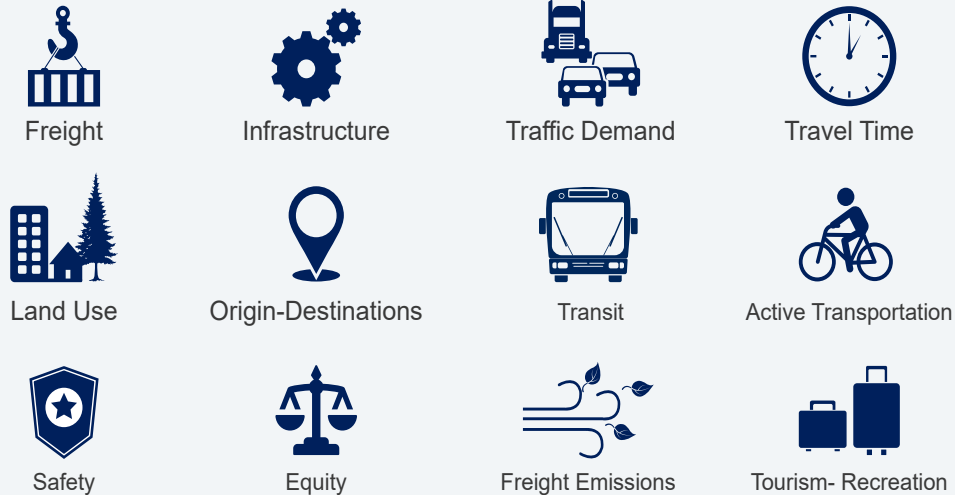 Freight
Infrastructure
Traffic Demand
Travel Time
Land Use
Origin-Destinations
Transit
Active Transportation
Safety
Equity
Freight Emissions
Tourism- Recreation